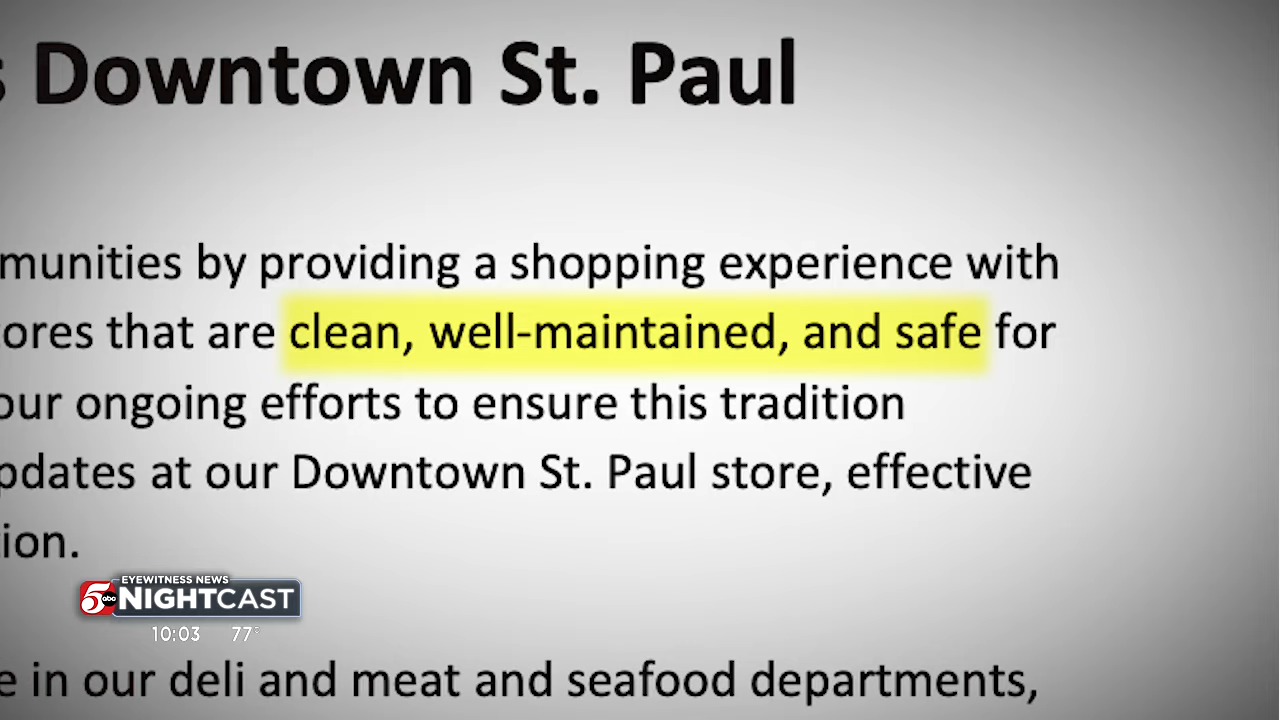 Downtown St. Paul
munities by providing a shopping experience with
ores that are clean, well-maintained, and safe for
our ongoing efforts to ensure this tradition
pdates at our Downtown St. Paul store, effective
ion.
EYEWITNESS NEWS
5 abc NIGHTCAST
10:03 77°
e in our deli and meat and seafood departments,